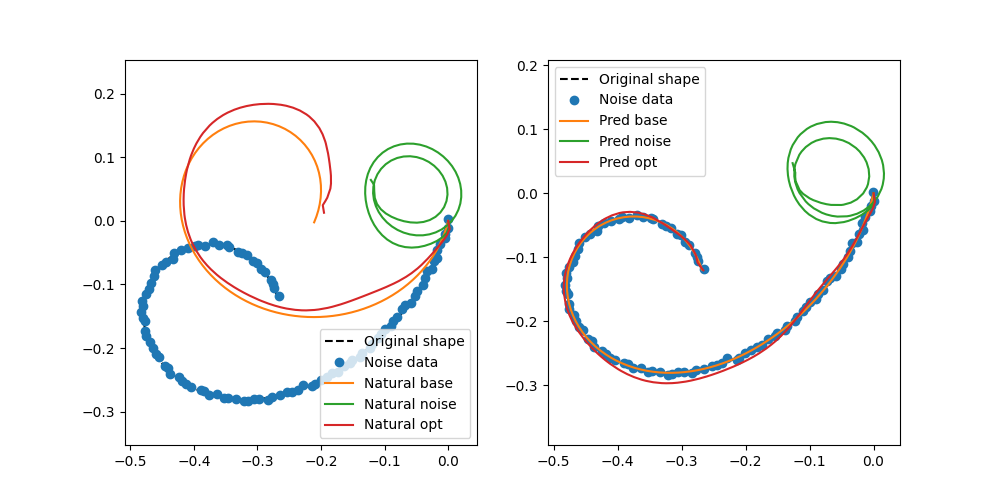 0.2
0.1
0.0
−0.1
−0.2
−0.3
−0.5
−0.4
−0.3
−0.2
−0.1
0.0
Original shape
Noise data
Natural base
Natural noise
Natural opt
0.2
0.1
0.0
−0.1
−0.2
−0.3
−0.5
−0.4
−0.3
−0.2
−0.1
0.0
Original shape
Noise data
Pred base
Pred noise
Pred opt